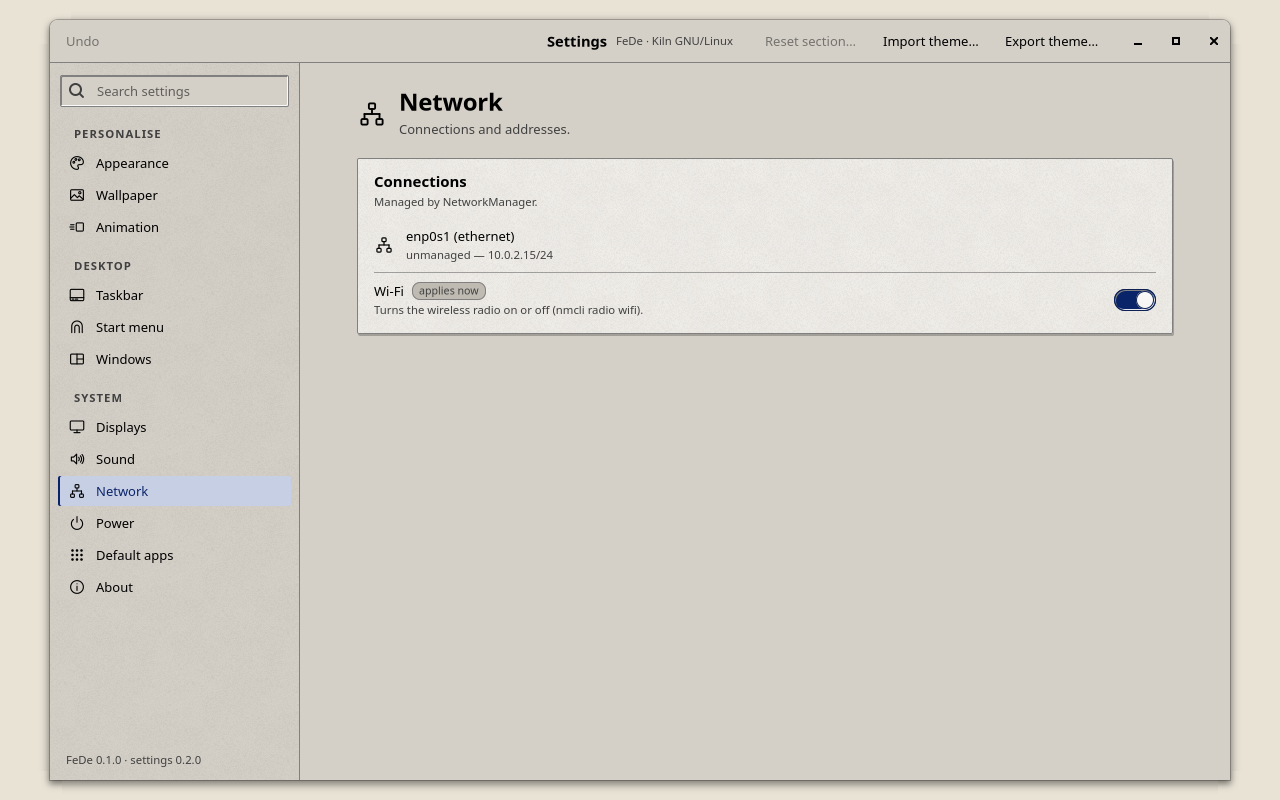 Undo
Settings FeDe · Kiln GNU/Linux
Reset section...
Import theme...
Export theme...
Search settings
PERSONALISE
Appearance
Wallpaper
Animation
DESKTOP
Taskbar
Start menu
Windows
SYSTEM
Displays
Sound
Network
Power
Default apps
About
FeDe 0.1.0 · settings 0.2.0
Network
Connections and addresses.
Connections
Managed by NetworkManager.
enp0s1 (ethernet)
unmanaged — 10.0.2.15/24
Wi-Fi applies now
Turns the wireless radio on or off (nmcli radio wifi).